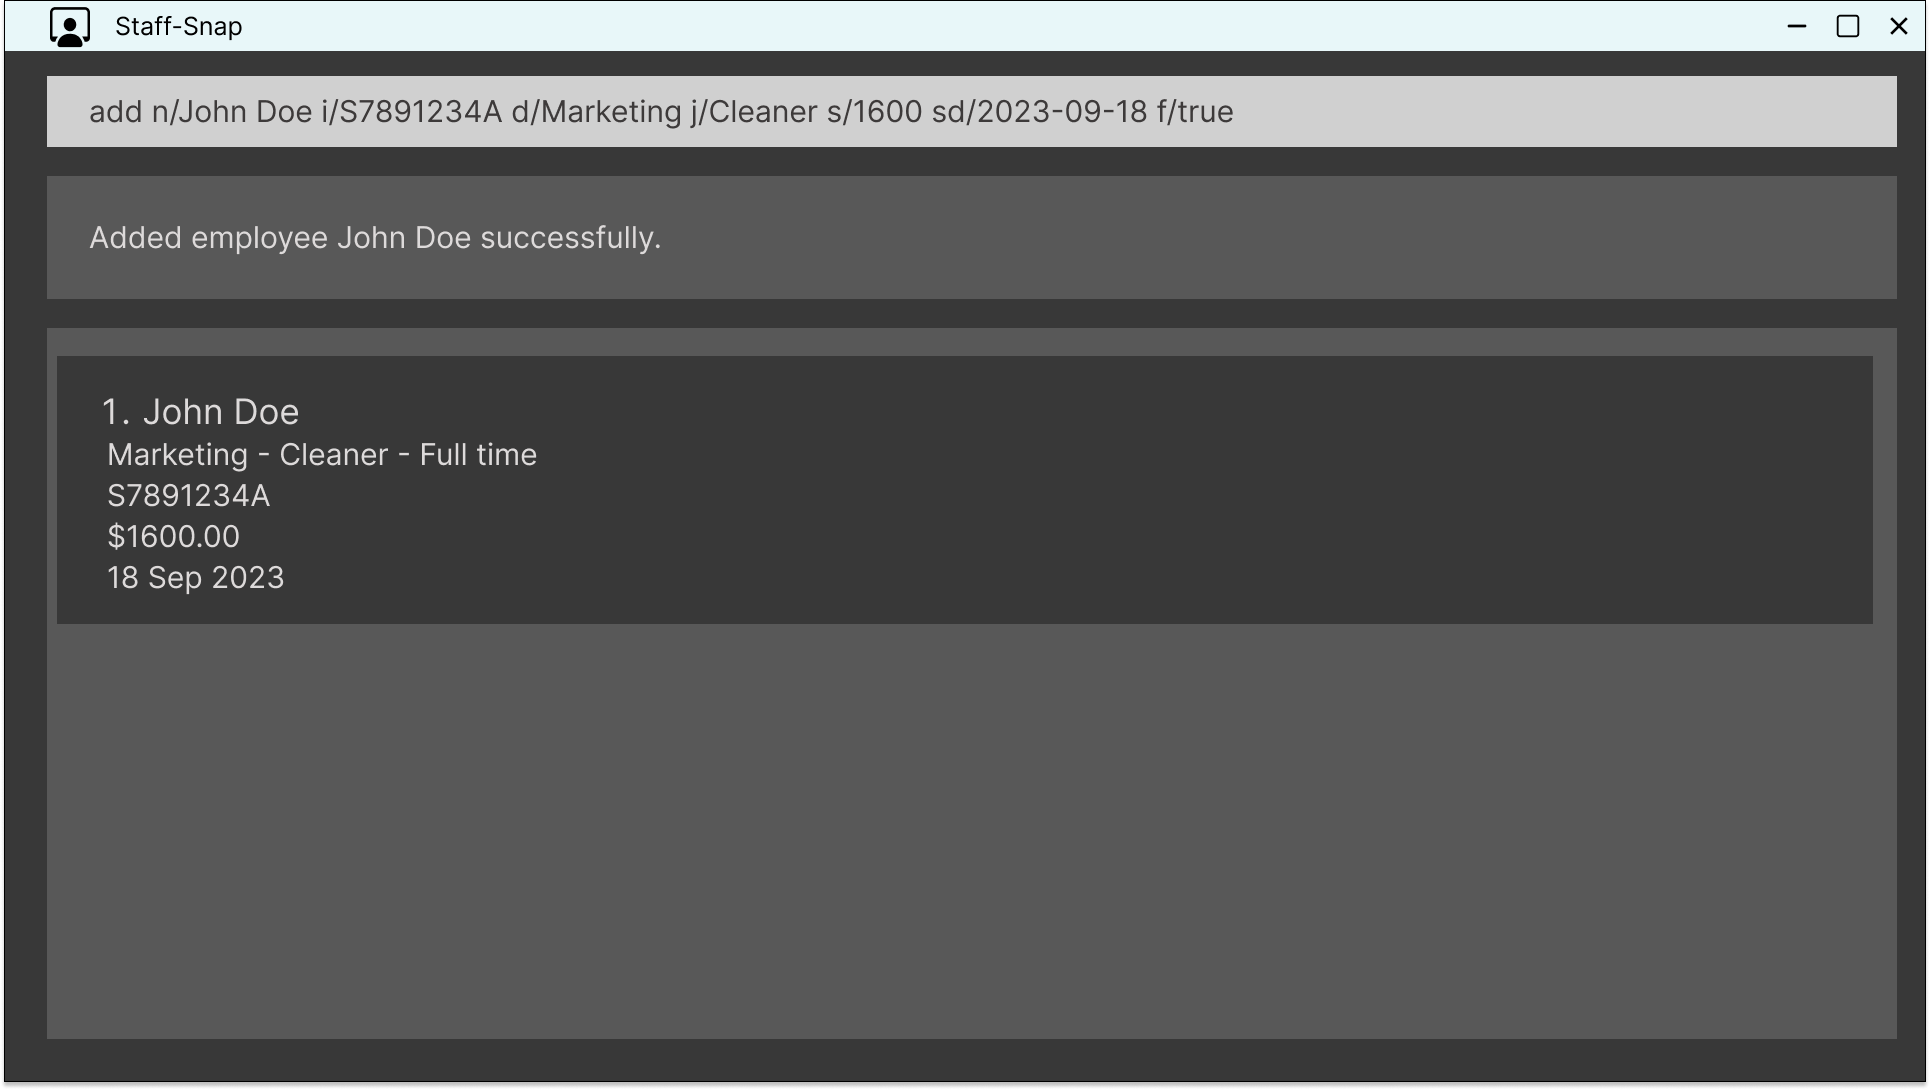 Staff-Snap
add n/John Doe i/S7891234A d/Marketing j/Cleaner s/1600 sd/2023-09-18 f/true
Added employee John Doe successfully.
1. John Doe
Marketing - Cleaner - Full time
S7891234A
$1600.00
18 Sep 2023